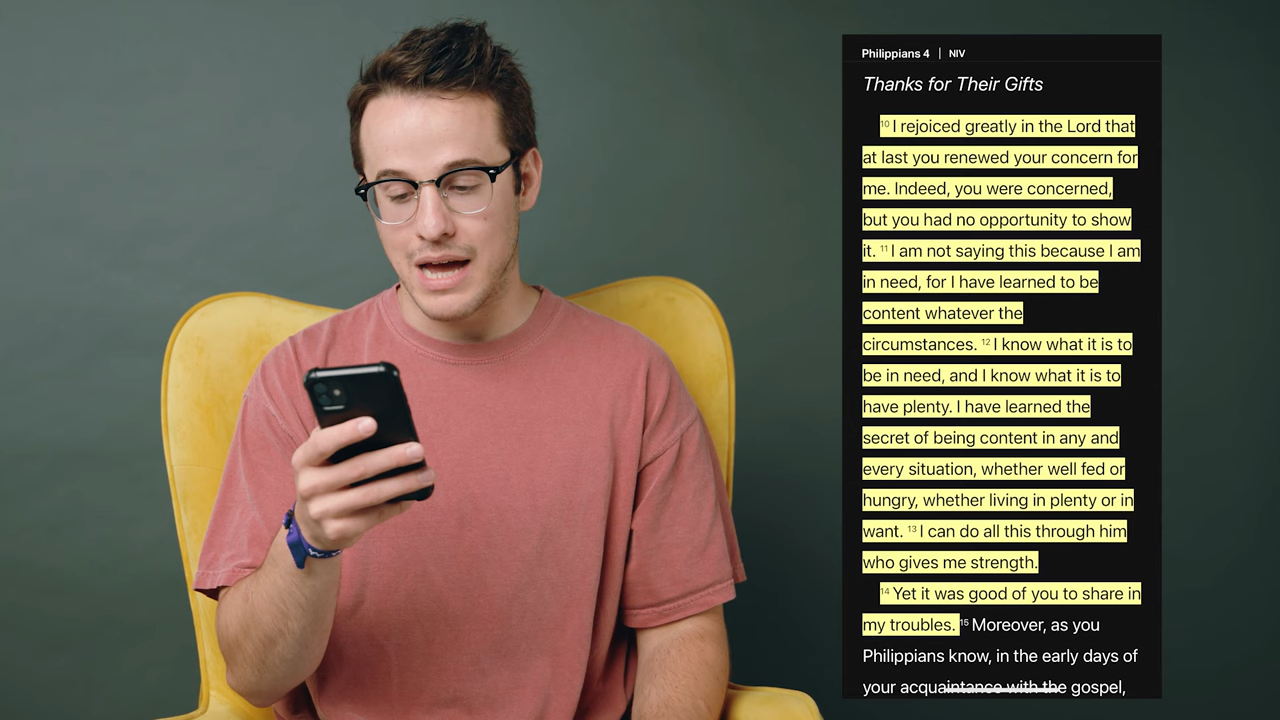 Philippians 4 | NIV
Thanks for Their Gifts
10 I rejoiced greatly in the Lord that
at last you renewed your concern for
me. Indeed, you were concerned,
but you had no opportunity to show
it. 11 I am not saying this because I am
in need, for I have learned to be
content whatever the
circumstances. 12 I know what it is to
be in need, and I know what it is to
have plenty. I have learned the
secret of being content in any and
every situation, whether well fed or
hungry, whether living in plenty or in
want. 13 I can do all this through him
who gives me strength.
14 Yet it was good of you to share in
my troubles. 15 Moreover, as you
Philippians know, in the early days of
your acquaintance with the gospel,